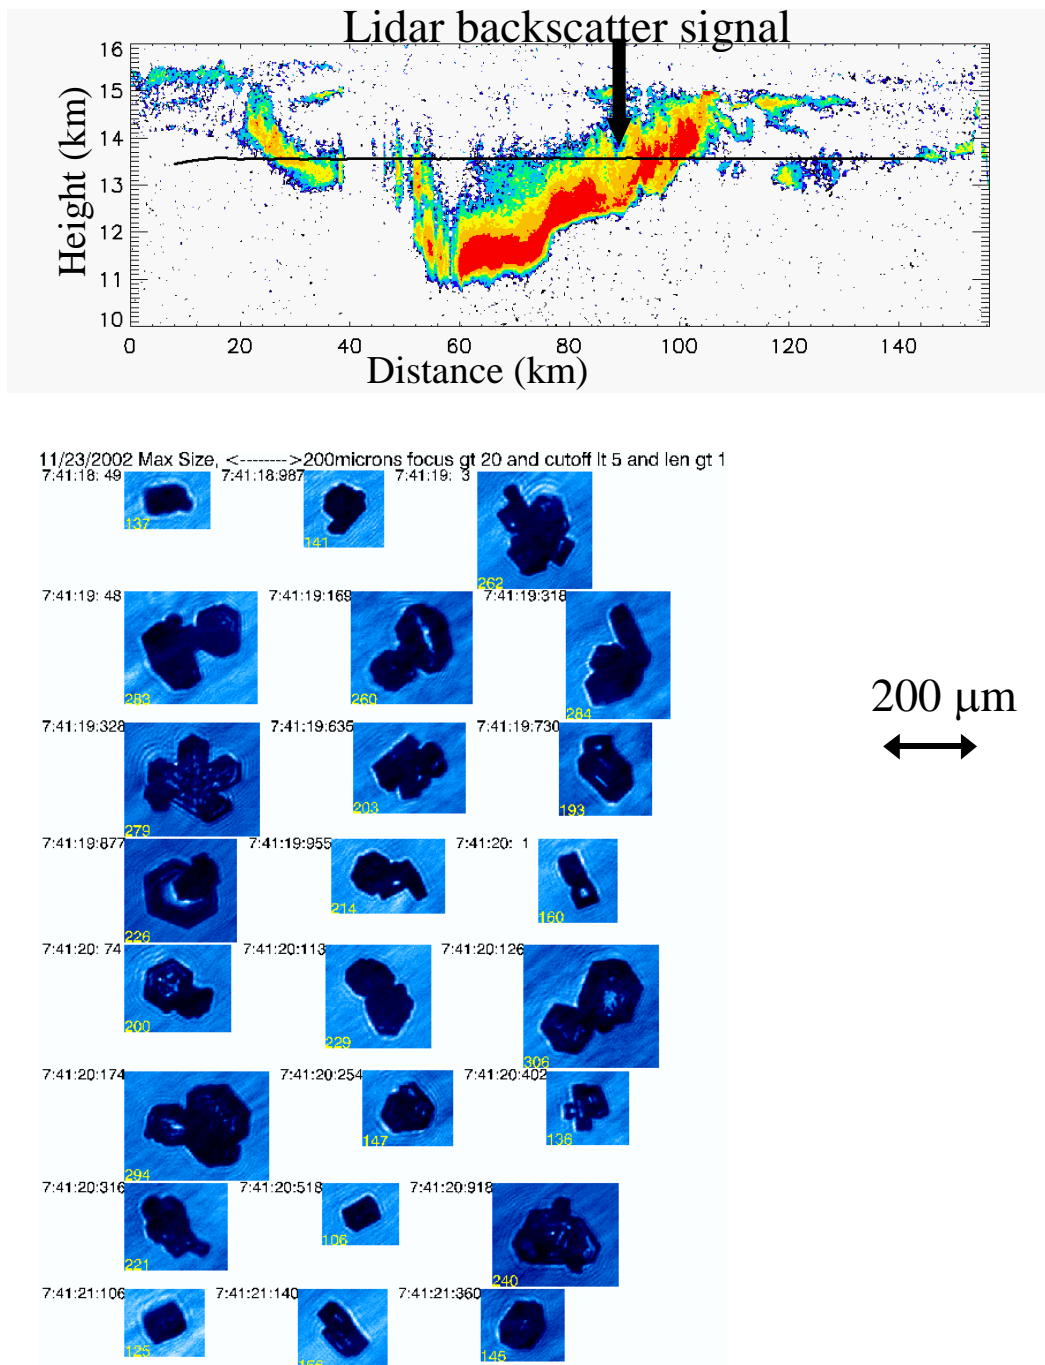 Lidar backscatter signal
16
15
14
13
12
11
10
Height (km)
0 20 40 60 80 100 120 140
Distance (km)
11/23/2002 Max Size, <-------->200microns focus gt 20 and cutoff lt 5 and len gt 1
7:41:18: 49 7:41:18:987 7:41:19: 3
137 141 262
7:41:19: 48 7:41:19:169 7:41:19:318
283 260 284
200 µm
7:41:19:328 7:41:19:635 7:41:19:730
279 203 193
7:41:19:877 7:41:19:955 7:41:20: 1
226 214 160
7:41:20: 74 7:41:20:113 7:41:20:126
200 229 306
7:41:20:174 7:41:20:254 7:41:20:402
294 147 136
7:41:20:316 7:41:20:518 7:41:20:918
221 106 240
7:41:21:106 7:41:21:140 7:41:21:360
125 166 145